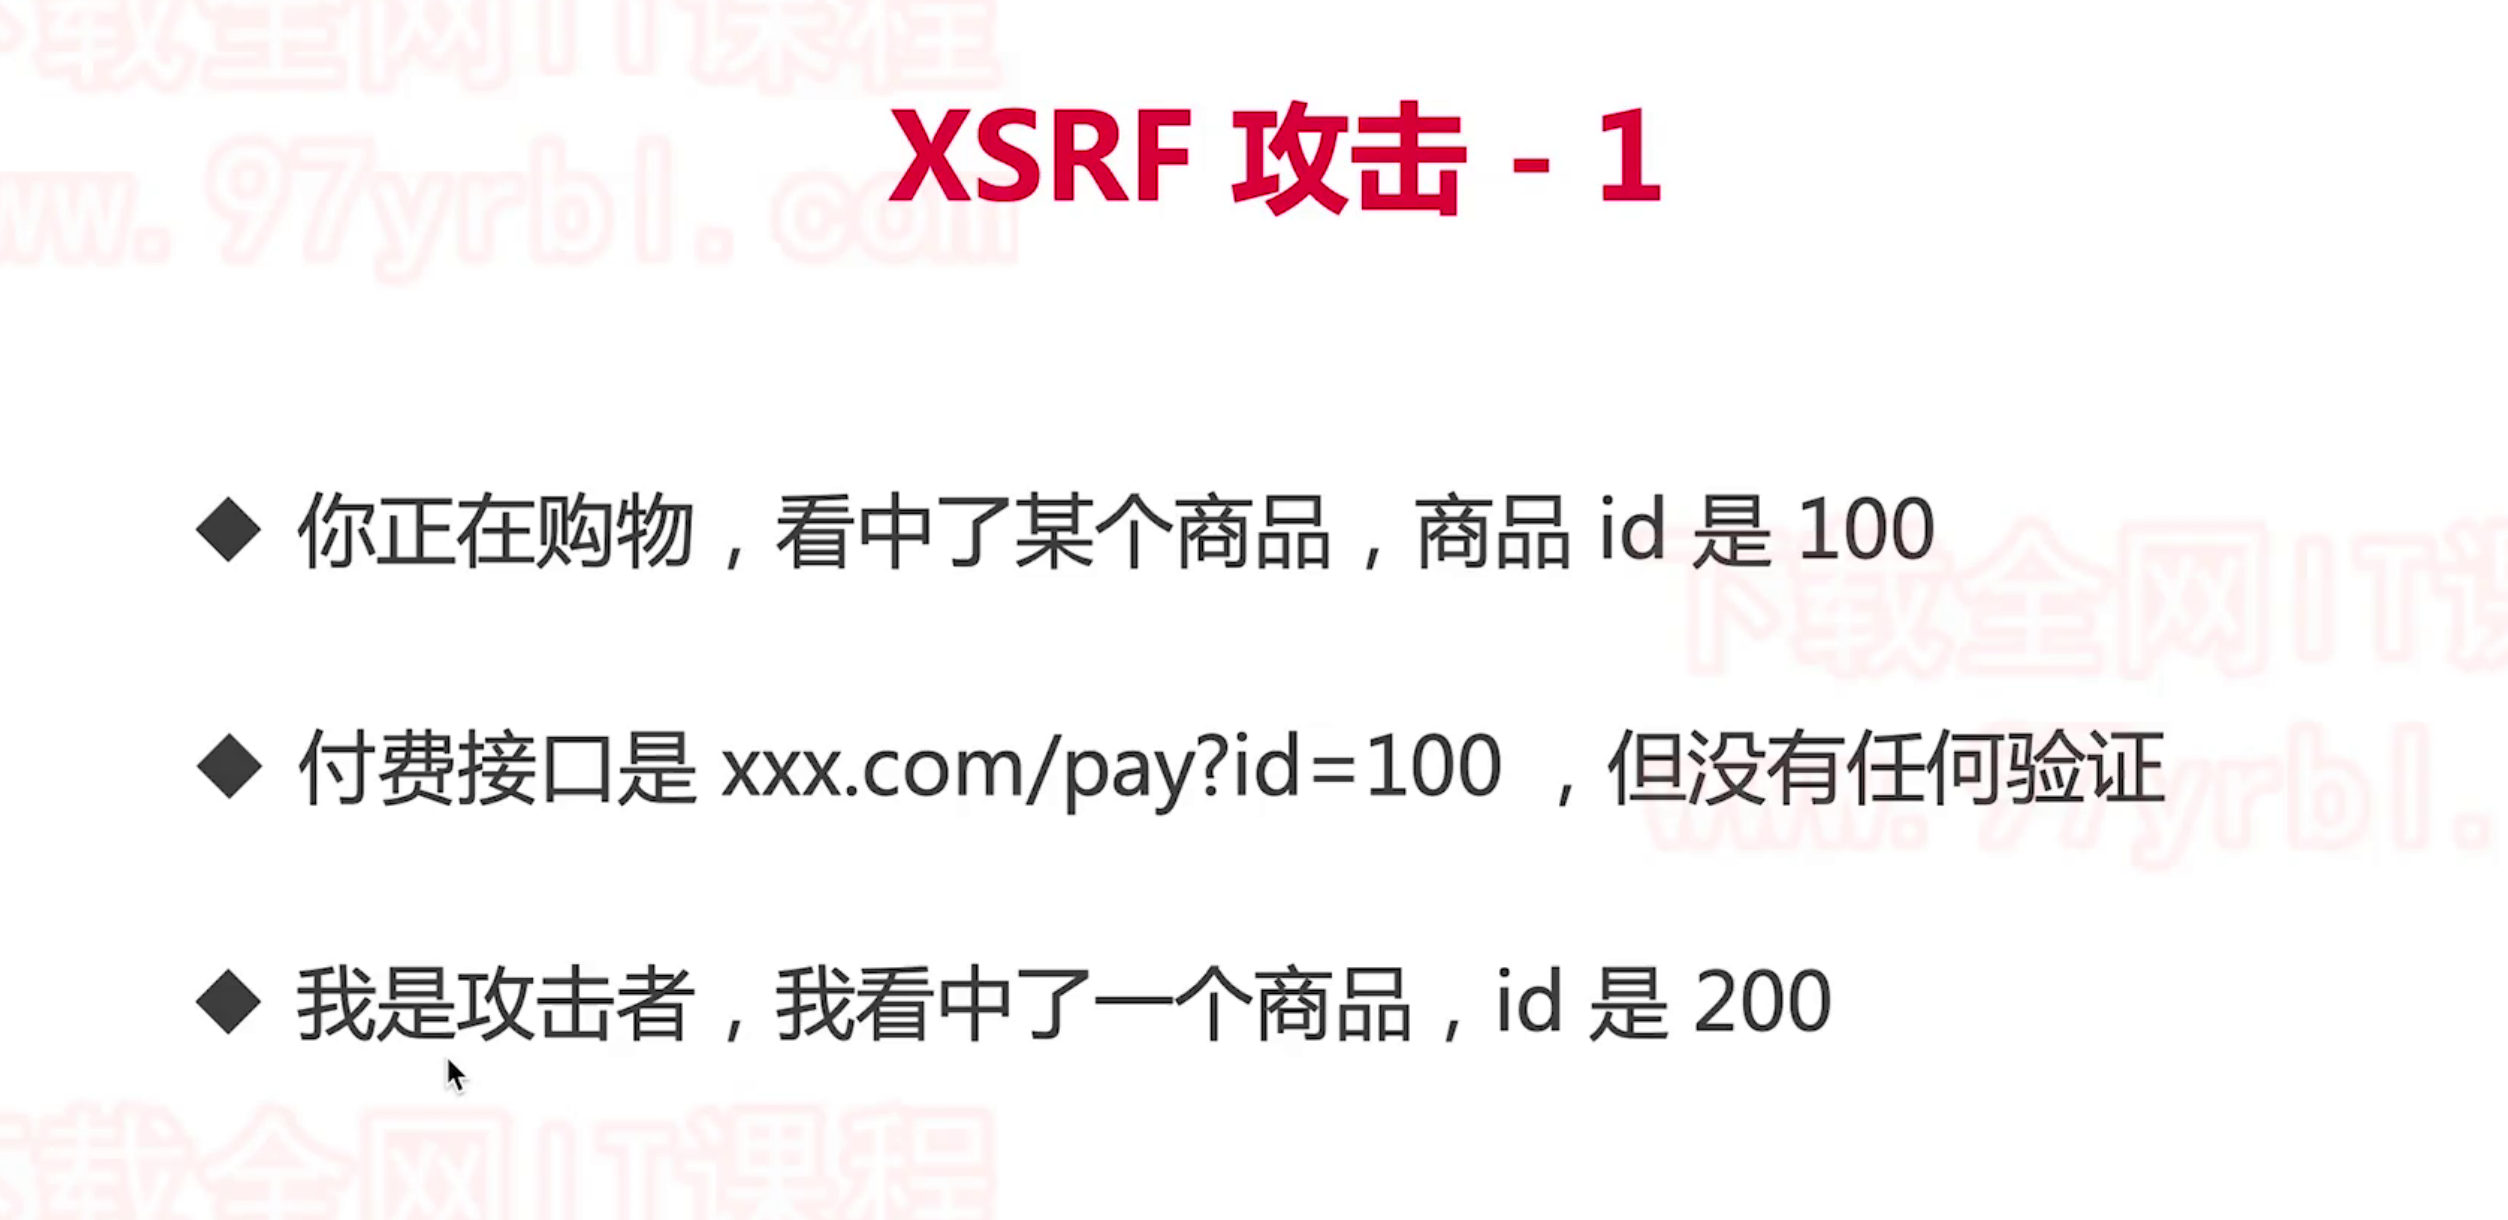 下载全网IT课程
www.97yrbl.com
XSRF 攻击 - 1
◆ 你正在购物，看中了某个商品，商品 id 是 100
下载全网IT课
◆ 付费接口是 xxx.com/pay?id=100 ，但没有任何验证
www.97yrbl.
◆ 我是攻击者，我看中了一个商品，id 是 200
下载全网IT课程